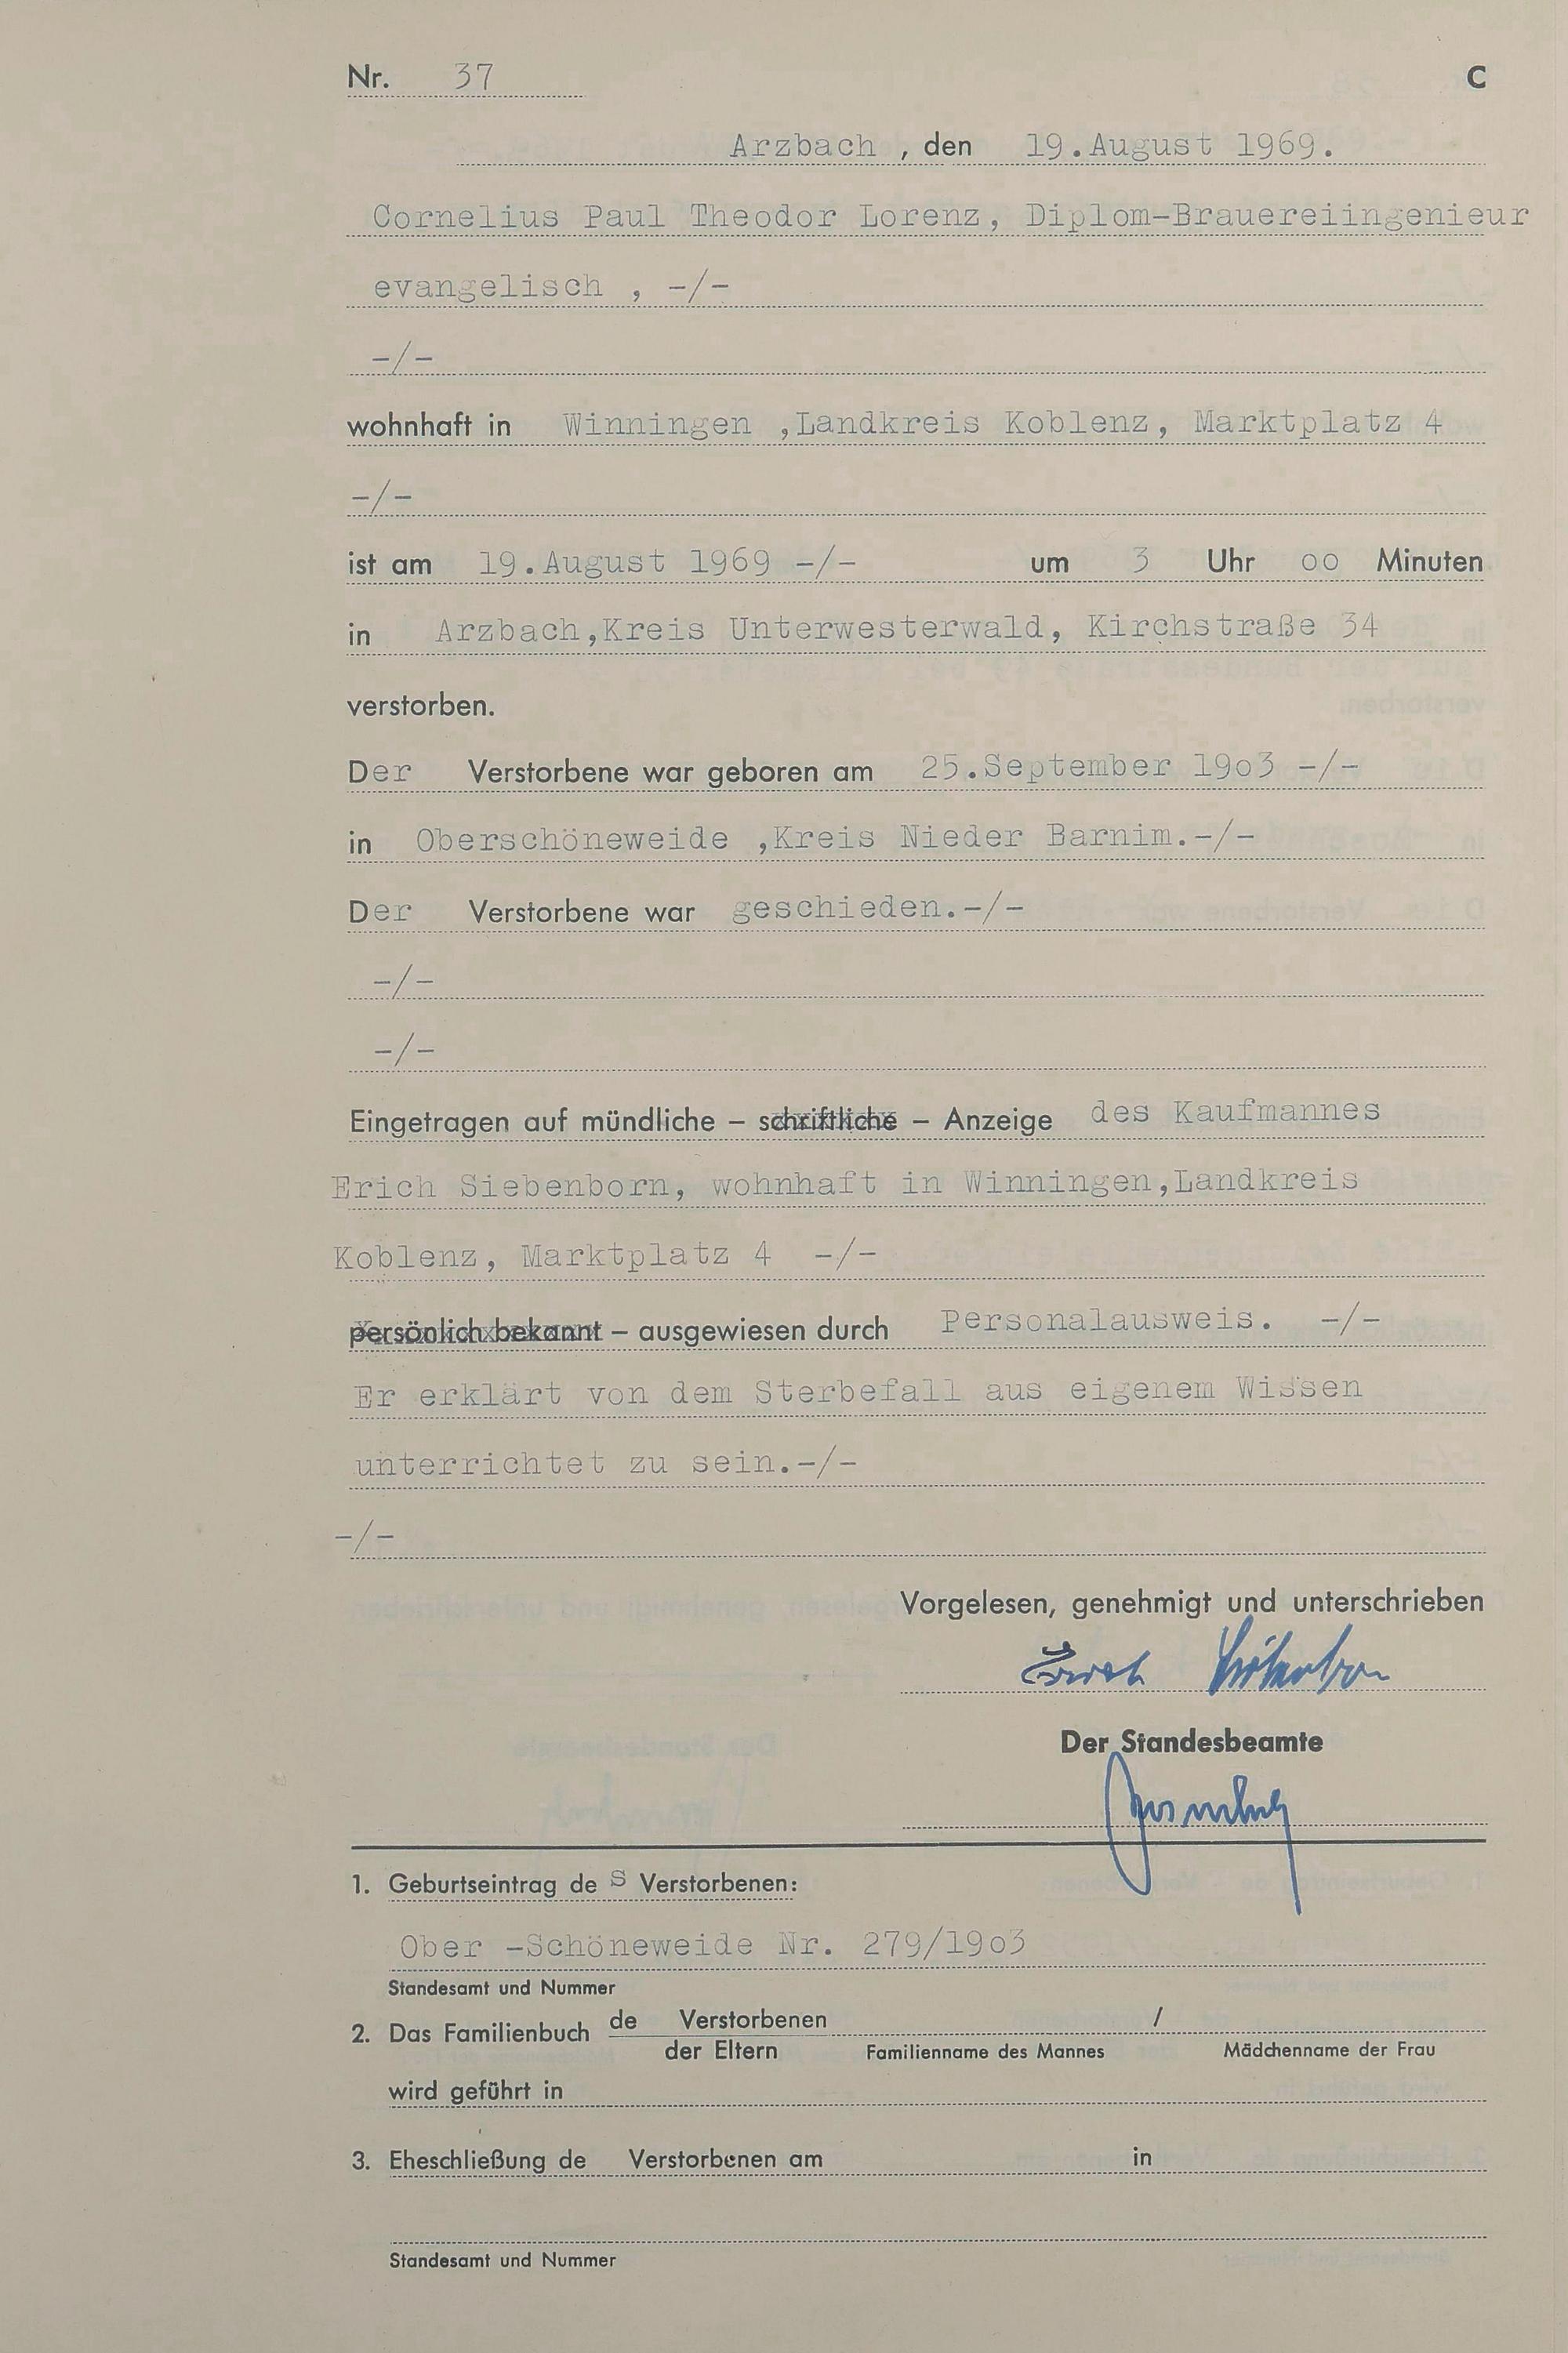 Nr. 37 C
Arzbach , den 19.August 1969.
Cornelius Paul Theodor Lorenz, Diplom-Brauereiingenieur
evangelisch , -/-
-/-
wohnhaft in Winningen ,Landkreis Koblenz, Marktplatz 4
-/-
ist am 19.August 1969 -/- um 3 Uhr oo Minuten
in Arzbach,Kreis Unterwesterwald, Kirchstraße 34
verstorben.
Der Verstorbene war geboren am 25.September 19o3 -/-
in Oberschöneweide ,Kreis Nieder Barnim.-/-
Der Verstorbene war geschieden.-/-
-/-
-/-
Eingetragen auf mündliche – schriftliche – Anzeige des Kaufmannes
Erich Siebenborn, wohnhaft in Winningen,Landkreis
Koblenz, Marktplatz 4 -/-
persönlich bekannt – ausgewiesen durch Personalausweis. -/-
Er erklärt von dem Sterbefall aus eigenem Wissen
unterrichtet zu sein.-/-
-/-
Vorgelesen, genehmigt und unterschrieben
Erich Siebenborn
Der Standesbeamte
1. Geburtseintrag de s Verstorbenen:
Ober -Schöneweide Nr. 279/19o3
Standesamt und Nummer
2. Das Familienbuch de Verstorbenen /
der Eltern Familienname des Mannes Mädchenname der Frau
wird geführt in
3. Eheschließung de Verstorbenen am in
Standesamt und Nummer